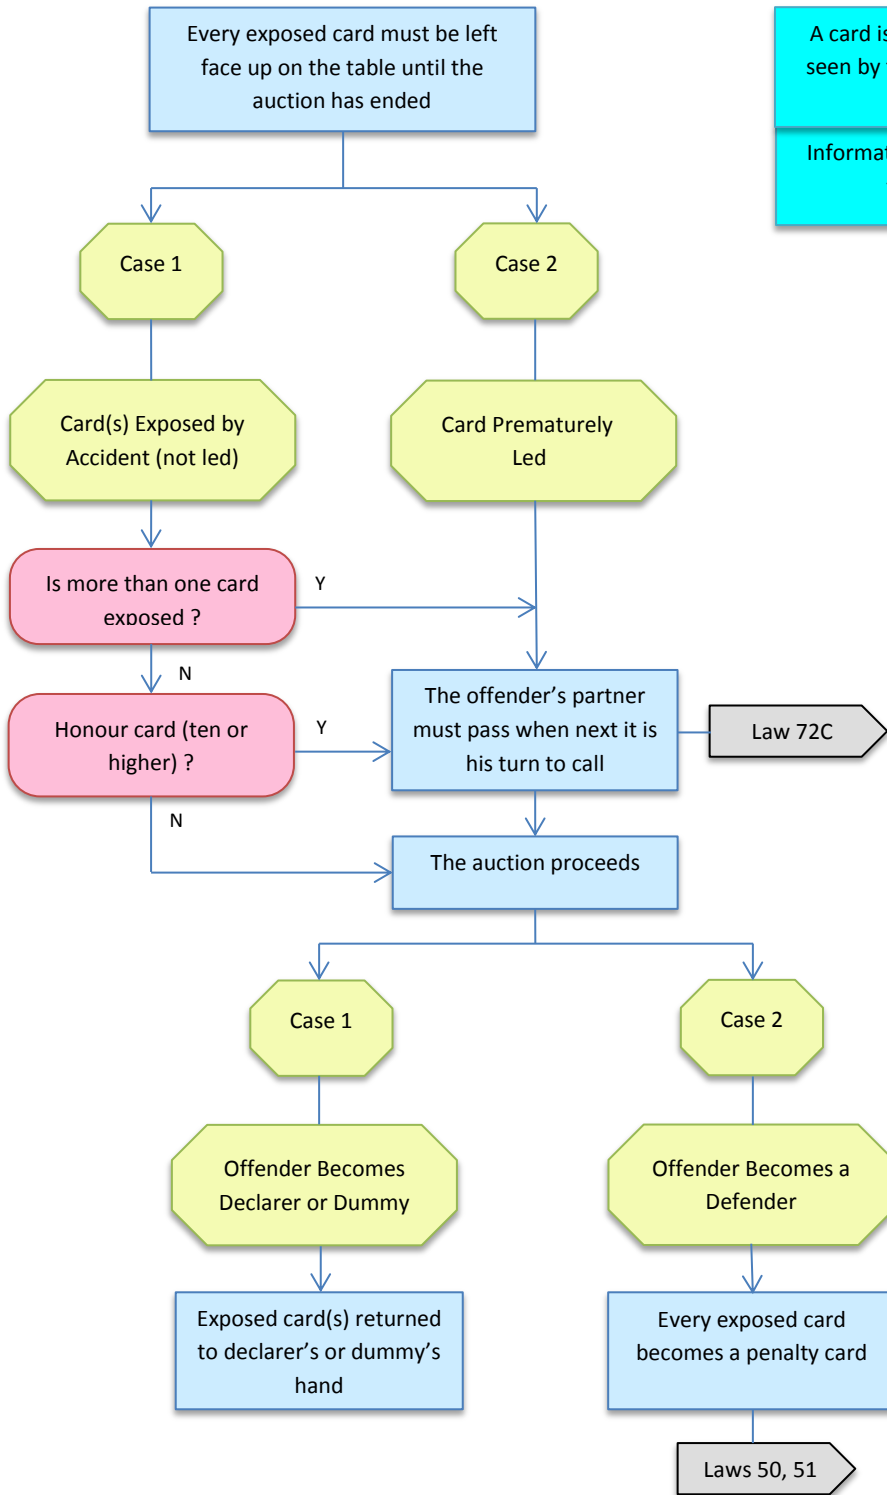 Every exposed card must be left
face up on the table until the
auction has ended
A card is
seen by
Case 1
Case 2
Card(s) Exposed by
Accident (not led)
Card Prematurely
Led
Is more than one card
exposed ?
Y
N
Honour card (ten or
higher) ?
Y
N
The offender’s partner
must pass when next it is
his turn to call
Law 72C
The auction proceeds
Case 1
Case 2
Offender Becomes
Declarer or Dummy
Offender Becomes a
Defender
Exposed card(s) returned
to declarer’s or dummy’s
hand
Every exposed card
becomes a penalty card
Laws 50, 51